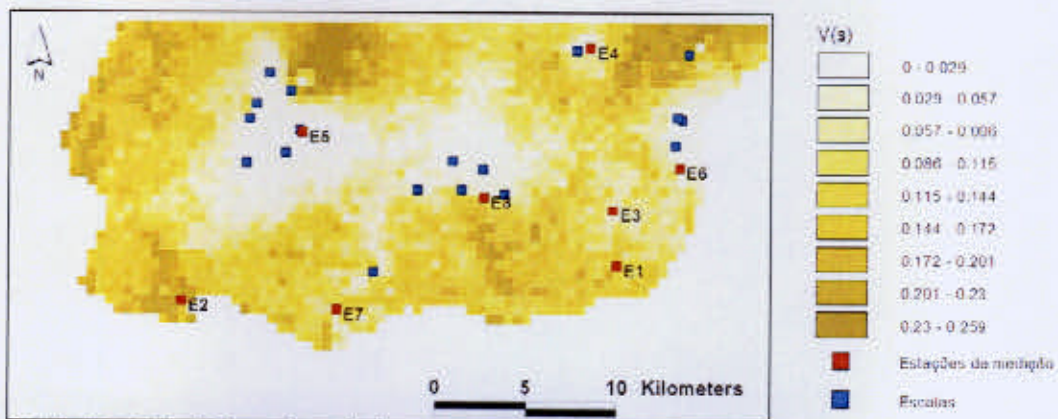 N
E4
E5
E6
E8
E3
E1
E2
E7
0 5 10 Kilometers
V(s)
0 - 0.029
0.029 - 0.057
0.057 - 0.086
0.086 - 0.115
0.115 - 0.144
0.144 - 0.172
0.172 - 0.201
0.201 - 0.23
0.23 - 0.259
Estações de medição